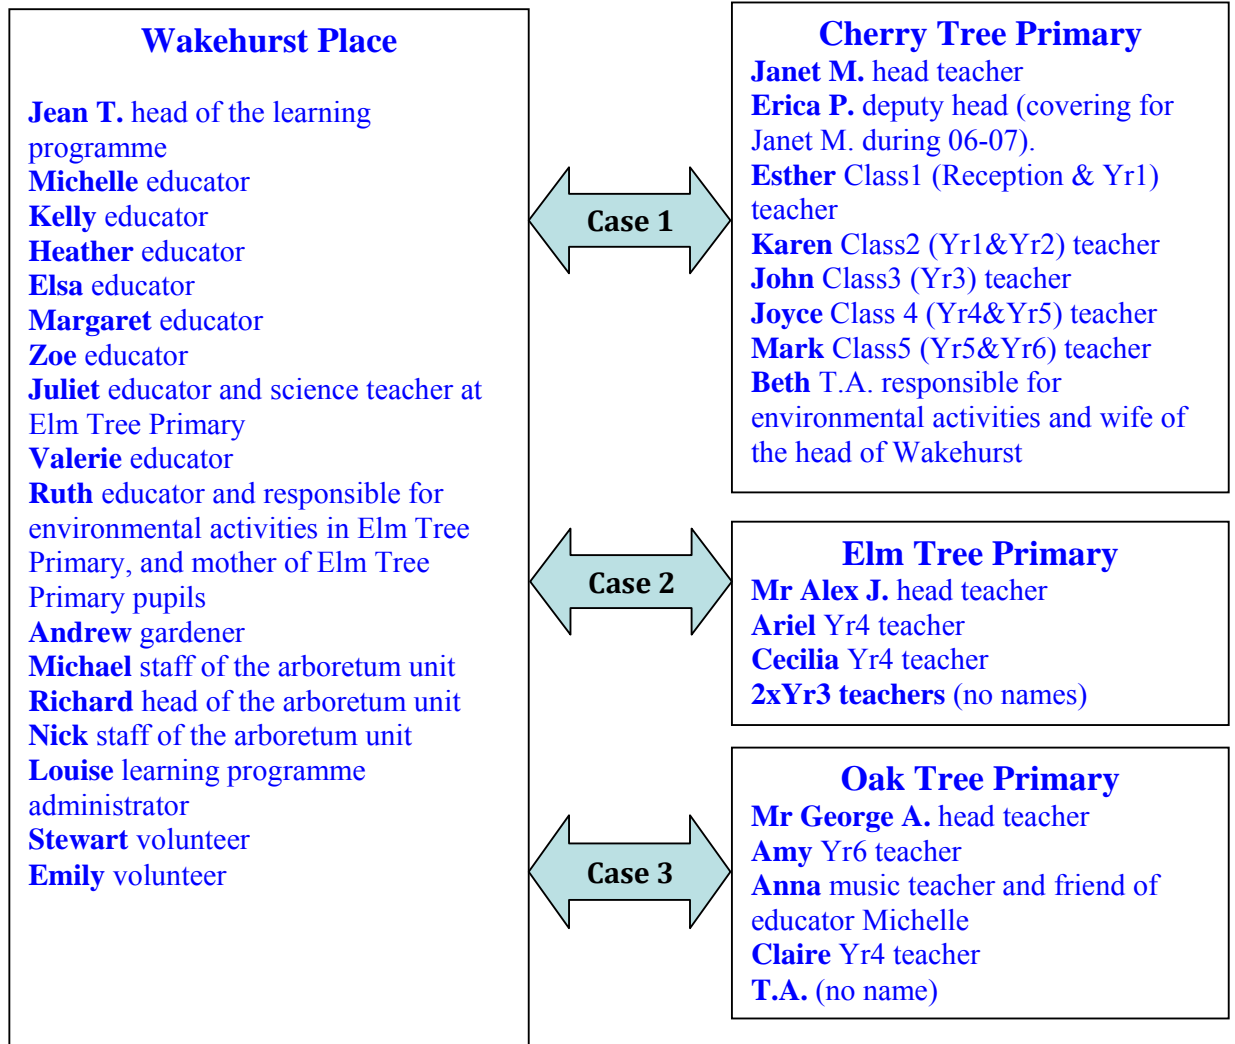 Wakehurst Place
Jean T. head of the learning
programme
Michelle educator
Kelly educator
Heather educator
Elsa educator
Margaret educator
Zoe educator
Juliet educator and science teacher at
Elm Tree Primary
Valerie educator
Ruth educator and responsible for
environmental activities in Elm Tree
Primary, and mother of Elm Tree
Primary pupils
Andrew gardener
Michael staff of the arboretum unit
Richard head of the arboretum unit
Nick staff of the arboretum unit
Louise learning programme
administrator
Stewart volunteer
Emily volunteer
Case 1
Cherry Tree Primary
Janet M. head teacher
Erica P. deputy head (covering for
Janet M. during 06-07).
Esther Class1 (Reception & Yr1)
teacher
Karen Class2 (Yr1&Yr2) teacher
John Class3 (Yr3) teacher
Joyce Class 4 (Yr4&Yr5) teacher
Mark Class5 (Yr5&Yr6) teacher
Beth T.A. responsible for
environmental activities and wife of
the head of Wakehurst
Case 2
Elm Tree Primary
Mr Alex J. head teacher
Ariel Yr4 teacher
Cecilia Yr4 teacher
2xYr3 teachers (no names)
Case 3
Oak Tree Primary
Mr George A. head teacher
Amy Yr6 teacher
Anna music teacher and friend of
educator Michelle
Claire Yr4 teacher
T.A. (no name)